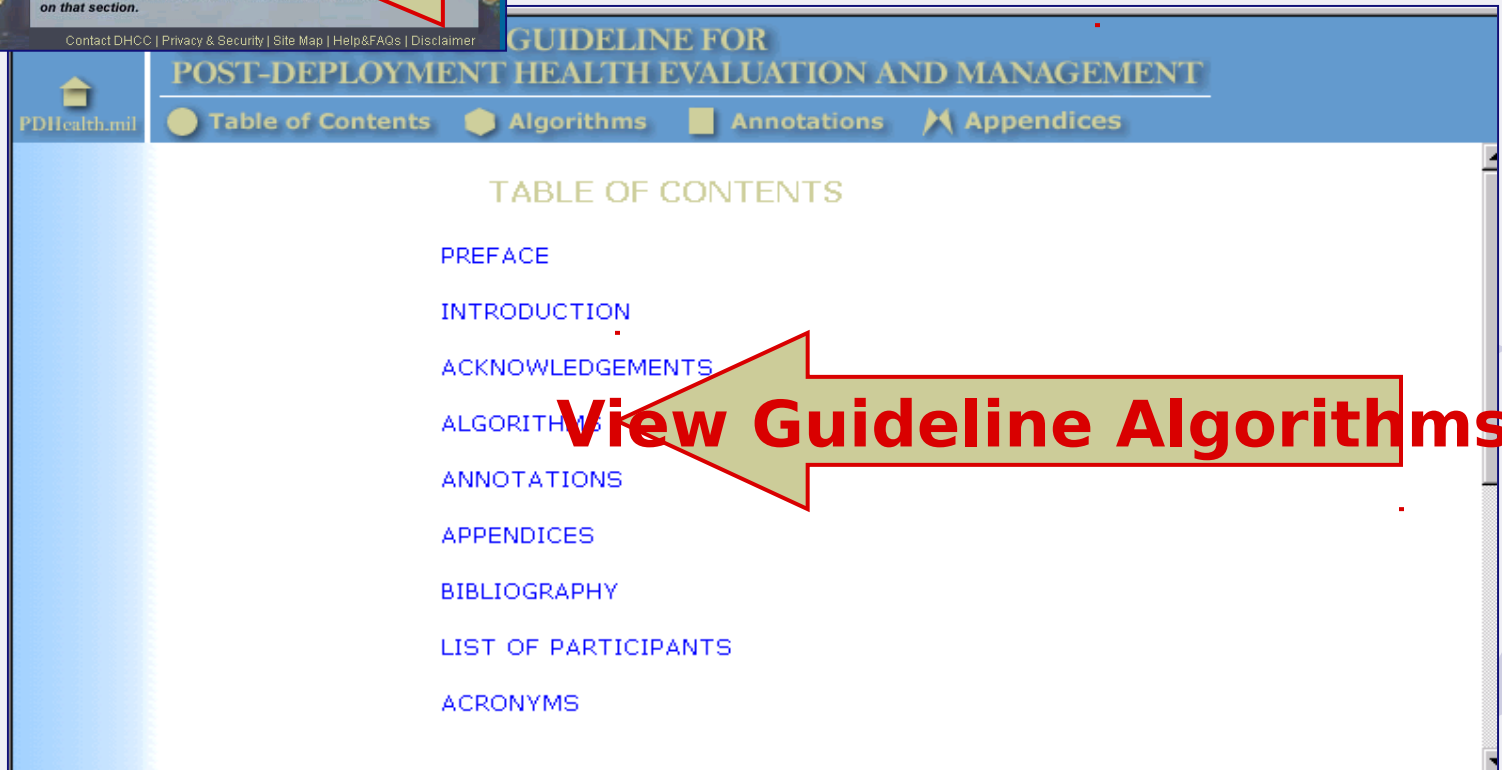 on that section.
Contact DHCC | Privacy & Security | Site Map | Help&FAQs | Disclaimer
GUIDELINE FOR
POST-DEPLOYMENT HEALTH EVALUATION AND MANAGEMENT
PDHealth.mil
Table of Contents Algorithms Annotations Appendices
TABLE OF CONTENTS
PREFACE
INTRODUCTION
ACKNOWLEDGEMENTS
ALGORITHMS
View Guideline Algorithms
ANNOTATIONS
APPENDICES
BIBLIOGRAPHY
LIST OF PARTICIPANTS
ACRONYMS